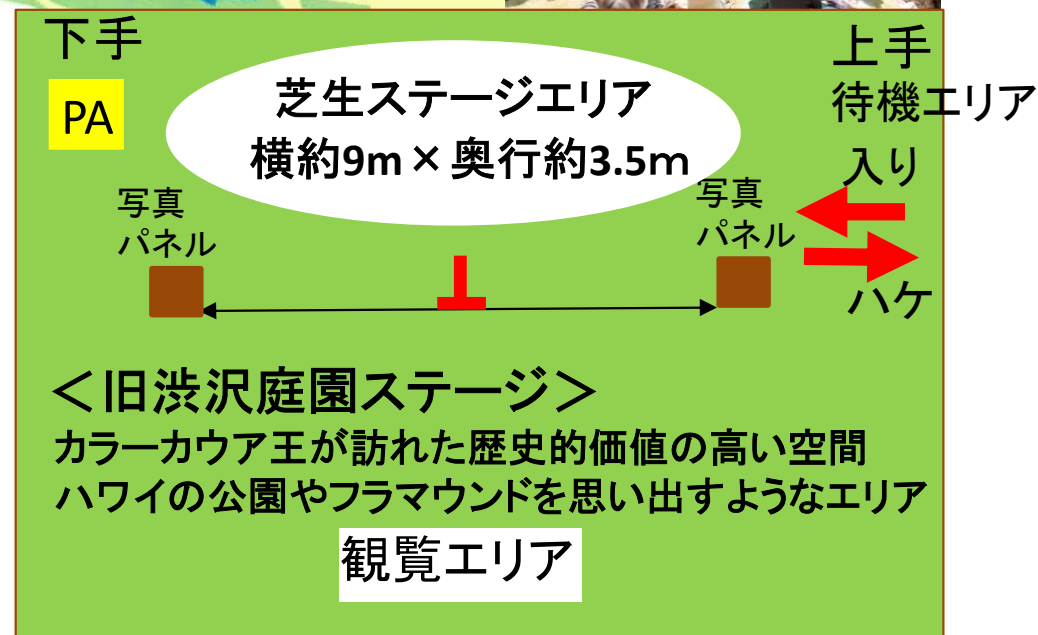 下手
上手
PA
待機エリア
芝生ステージエリア
横約9m×奥行約3.5m
入り
写真
パネル
写真
パネル
ハケ
＜旧渋沢庭園ステージ＞
カラーカウア王が訪れた歴史的価値の高い空間
ハワイの公園やフラマウンドを思い出すようなエリア
観覧エリア